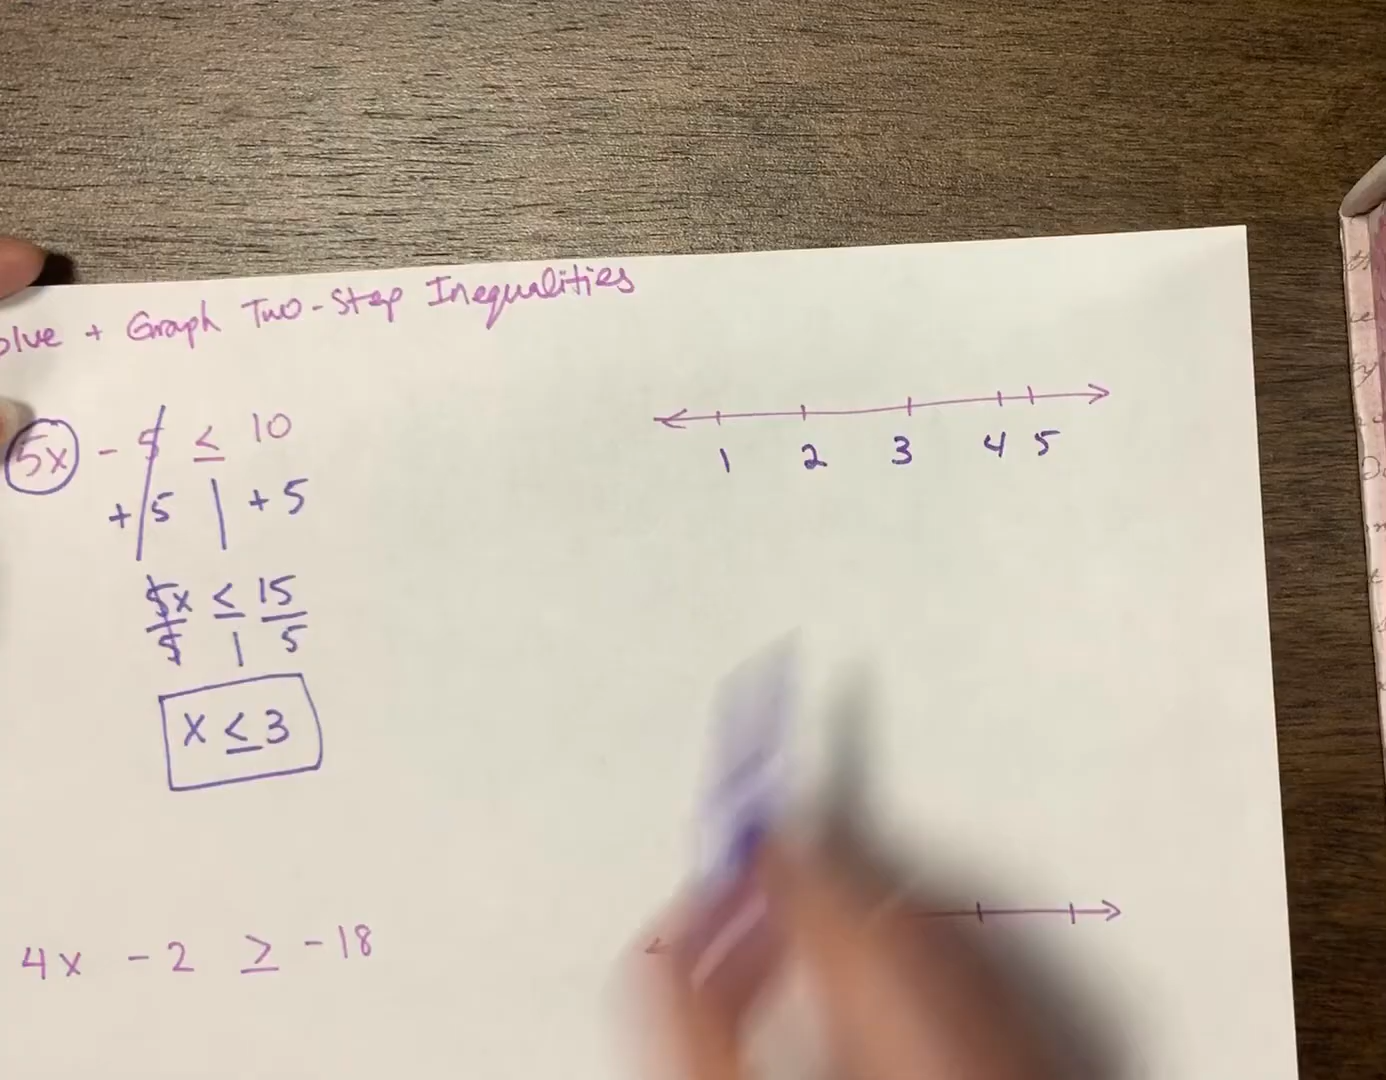 olve + Graph Two-Step Inequalities
5x - 5 ≤ 10
+ 5 | + 5
5x ≤ 15
5 | 5
x ≤ 3
1 2 3 4 5
4x - 2 ≥ -18